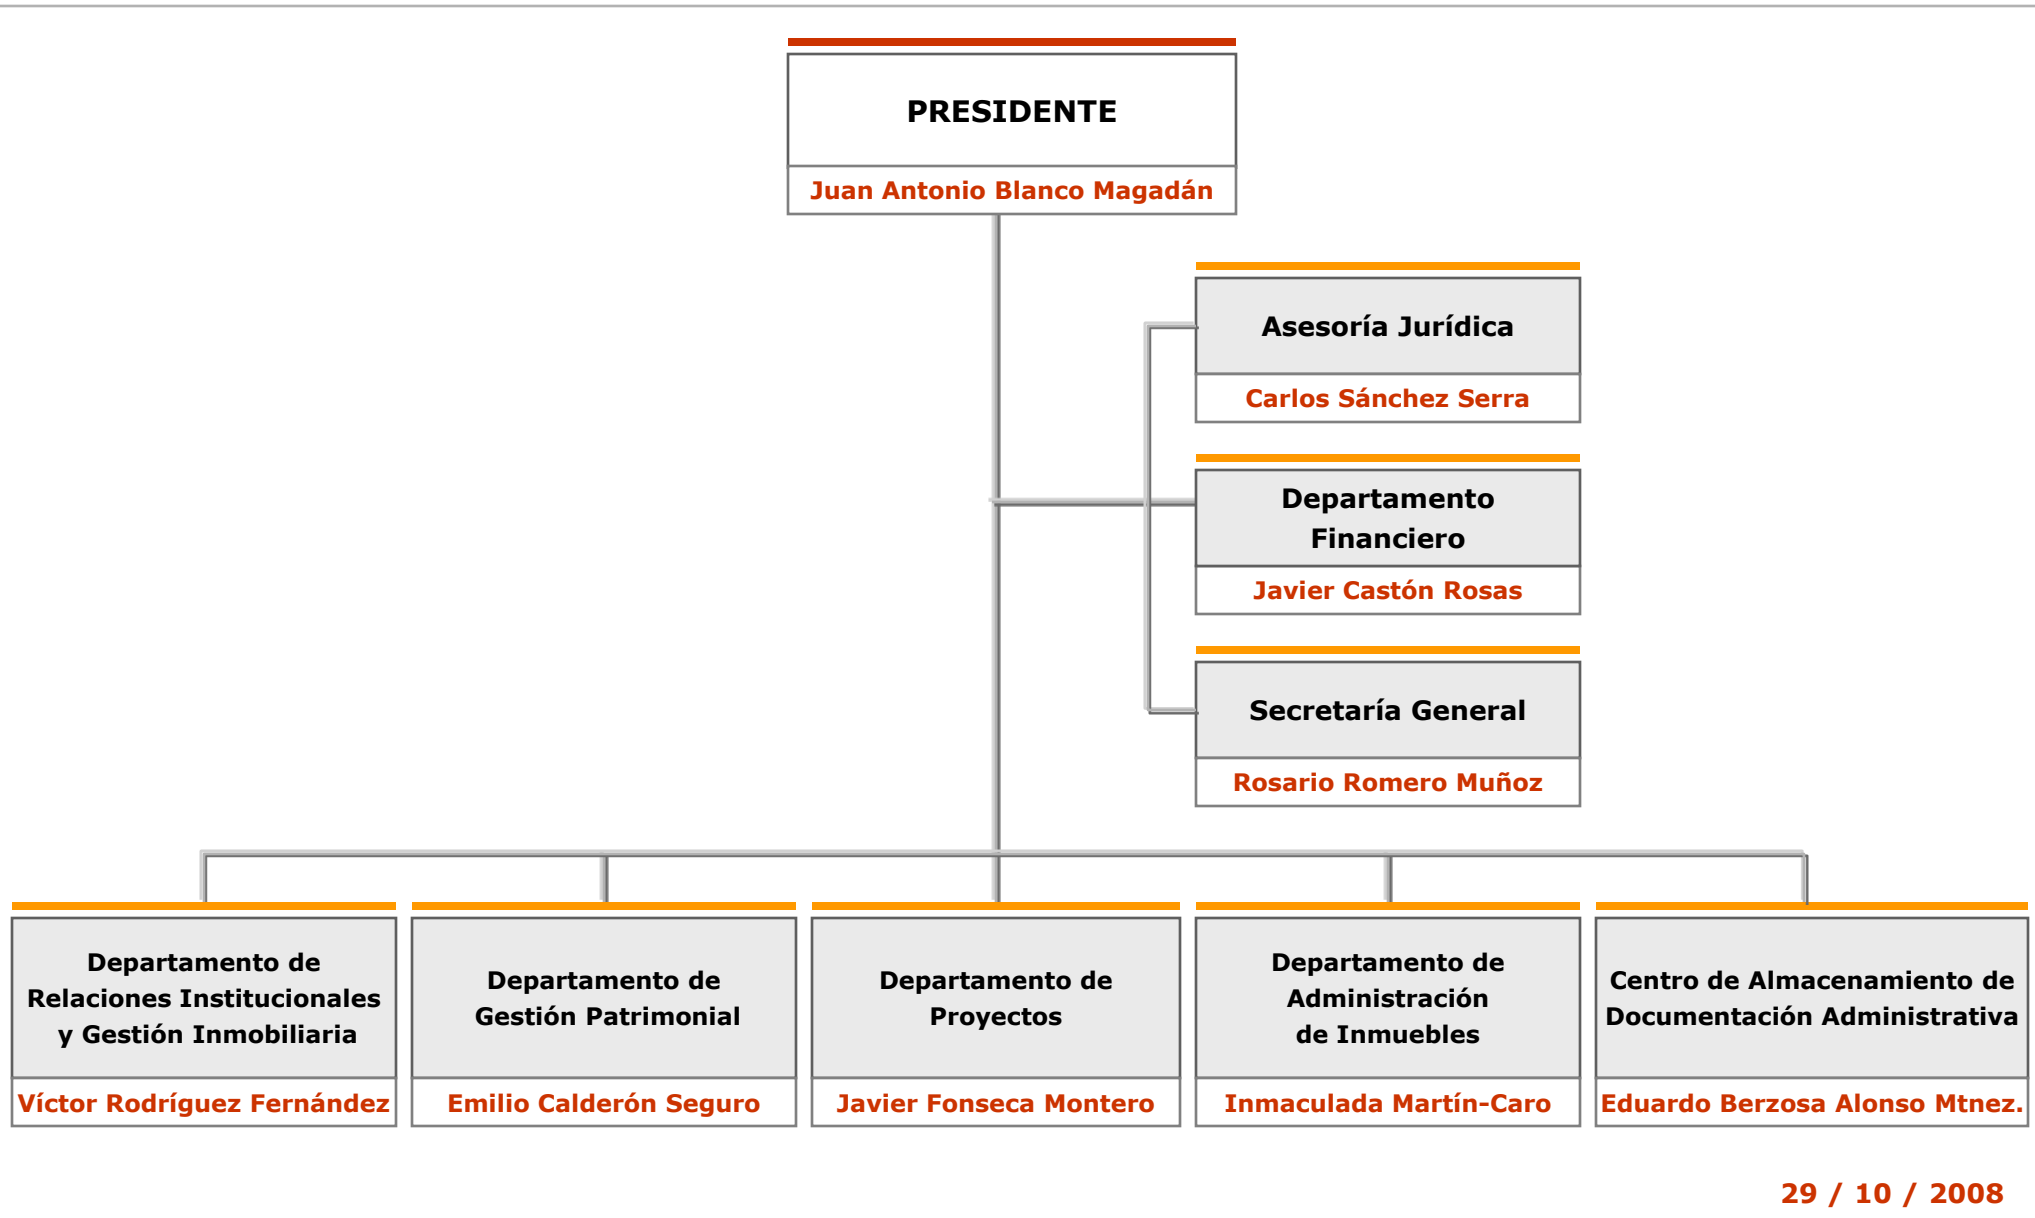 PRESIDENTE
Juan Antonio Blanco Magadán
Asesoría Jurídica
Carlos Sánchez Serra
Departamento
Financiero
Javier Castón Rosas
Secretaría General
Rosario Romero Muñoz
Departamento de
Relaciones Institucionales
y Gestión Inmobiliaria
Víctor Rodríguez Fernández
Departamento de
Gestión Patrimonial
Emilio Calderón Seguro
Departamento de
Proyectos
Javier Fonseca Montero
Departamento de
Administración
de Inmuebles
Inmaculada Martín-Caro
Centro de Almacenamiento de
Documentación Administrativa
Eduardo Berzosa Alonso Mtnez.
29 / 10 / 2008